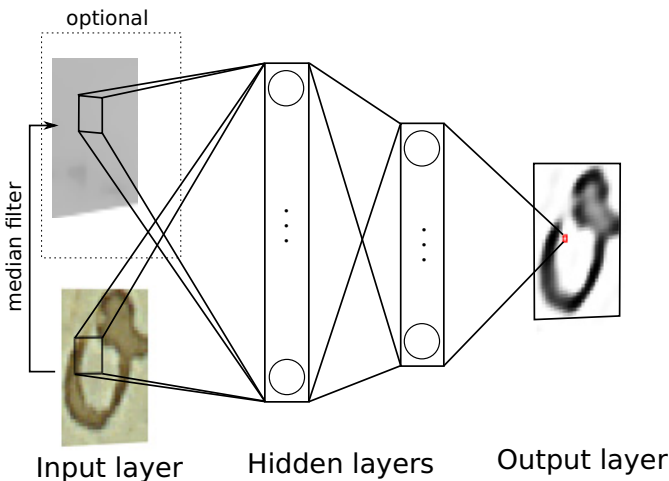 optional
median filter
Input layer
Hidden layers
Output layer